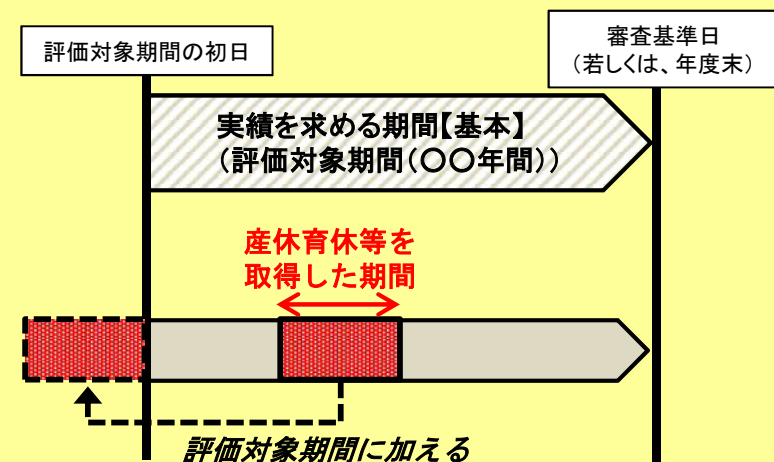 評価対象期間の初日
審査基準日
（若しくは、年度末）
実績を求める期間【基本】
（評価対象期間（〇〇年間））
産休育休等を
取得した期間
評価対象期間に加える